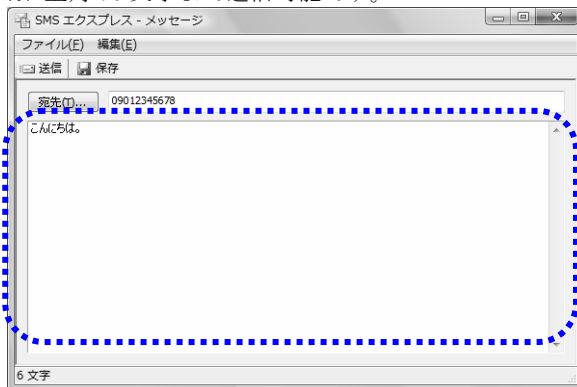 SMS エクスプレス - メッセージ
ファイル(F) 編集(E)
送信 保存
宛先(T)... 09012345678
こんにちは。
6 文字